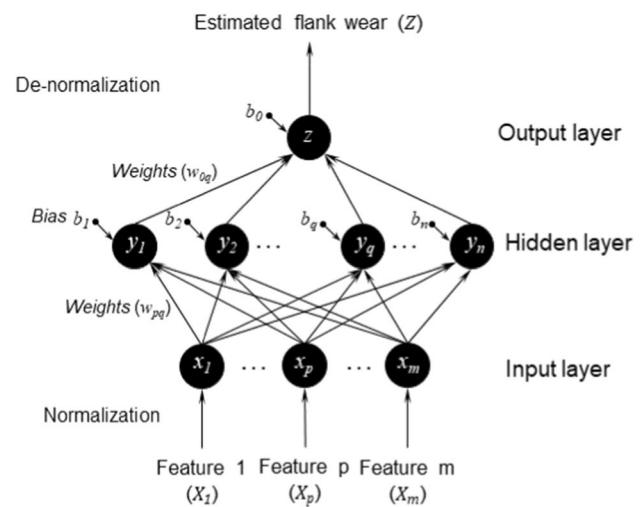 Estimated flank wear (Z)
De-normalization
b0
z
Output layer
Weights (w0q)
Bias b1
b2
bq
bn
y1
y2
...
yq
...
yn
Hidden layer
Weights (wpq)
x1
...
xp
...
xm
Input layer
Normalization
Feature 1 Feature p Feature m
(X1) (Xp) (Xm)